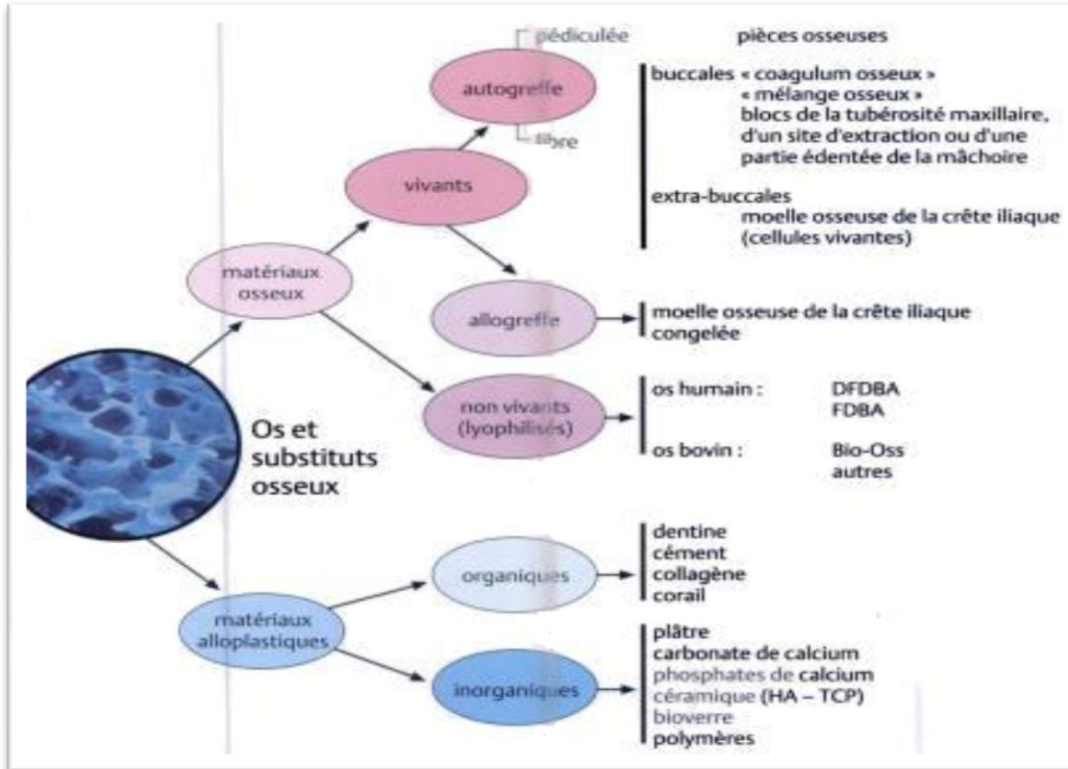 Os et
substituts
osseux
matériaux
osseux
vivants
autogreffe
pédiculée
libre
pièces osseuses
buccales « coagulum osseux »
« mélange osseux »
blocs de la tubérosité maxillaire,
d'un site d'extraction ou d'une
partie édentée de la mâchoire
extra-buccales
moelle osseuse de la crête iliaque
(cellules vivantes)
allogreffe
moelle osseuse de la crête iliaque
congelée
non vivants
(lyophilisés)
os humain : DFDBA
FDBA
os bovin : Bio-Oss
autres
matériaux
alloplastiques
organiques
dentine
cément
collagène
corail
inorganiques
plâtre
carbonate de calcium
phosphates de calcium
céramique (HA – TCP)
bioverre
polymères